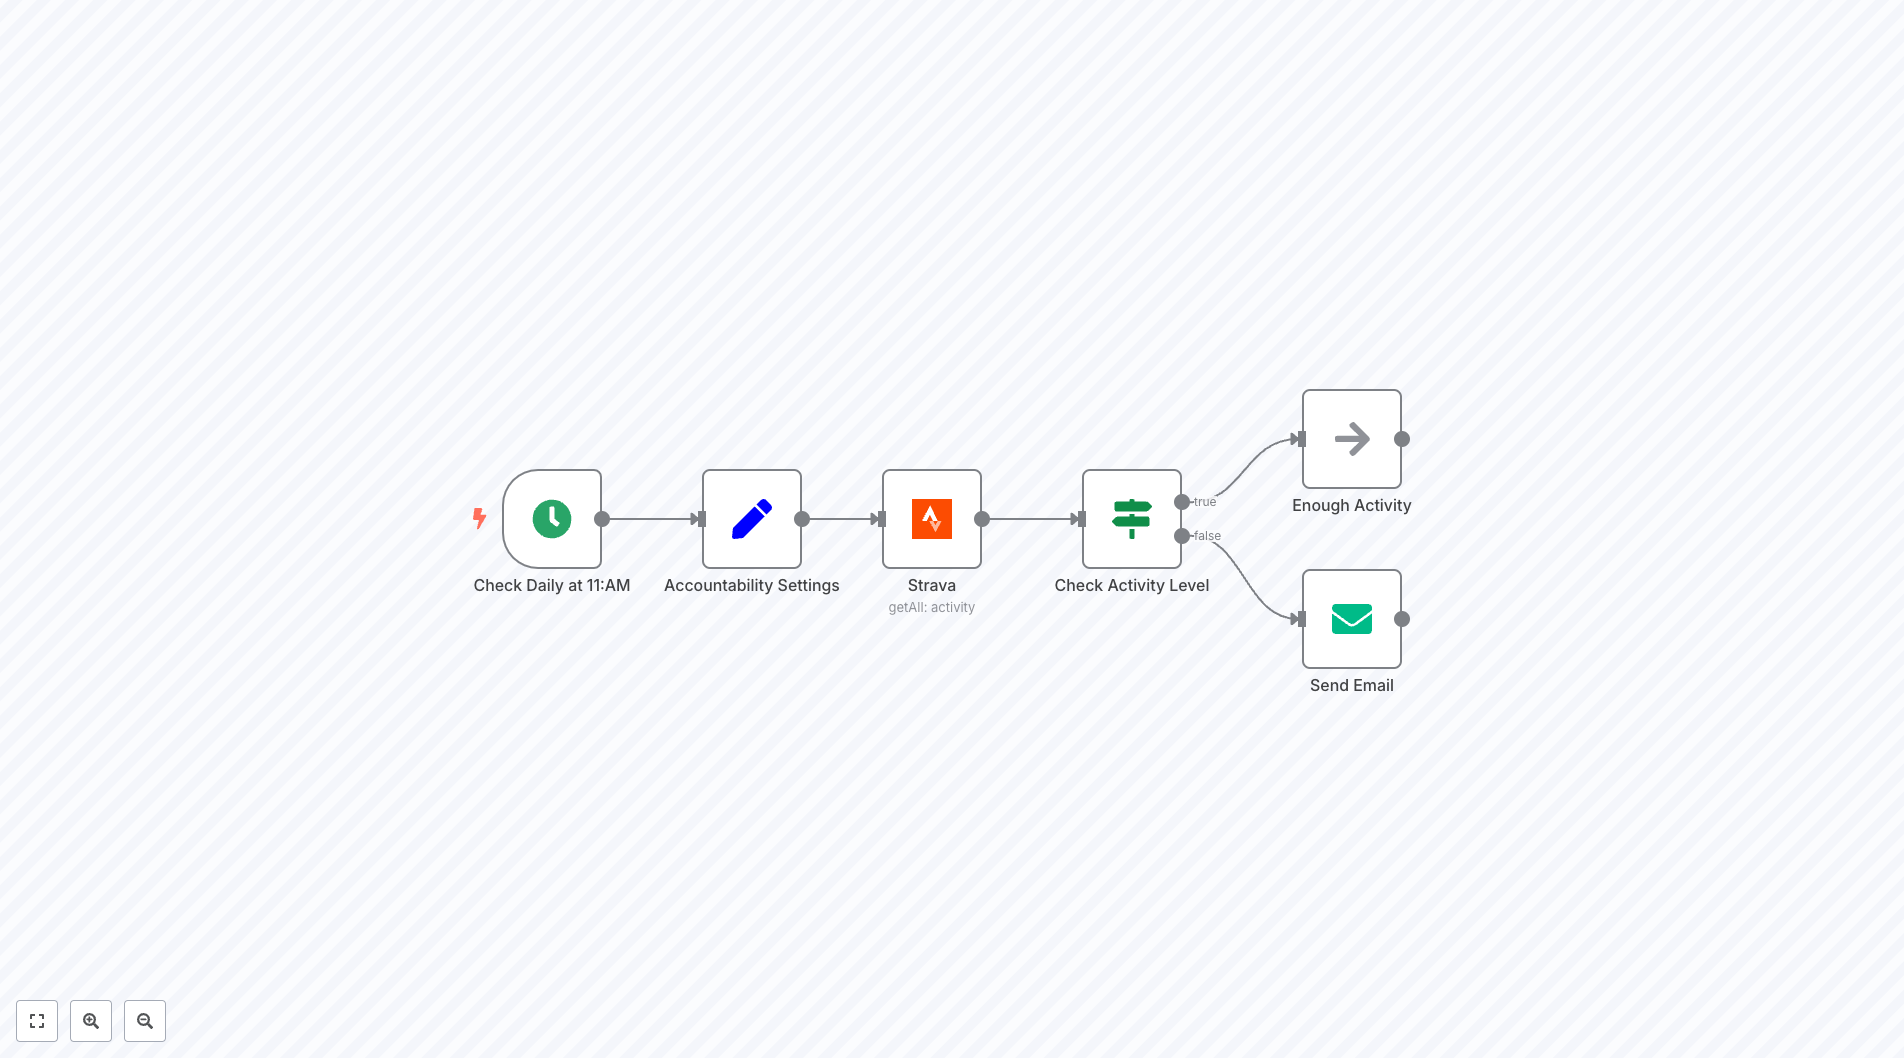 Check Daily at 11:AM
Accountability Settings
Strava
getAll: activity
Check Activity Level
true
false
Enough Activity
Send Email